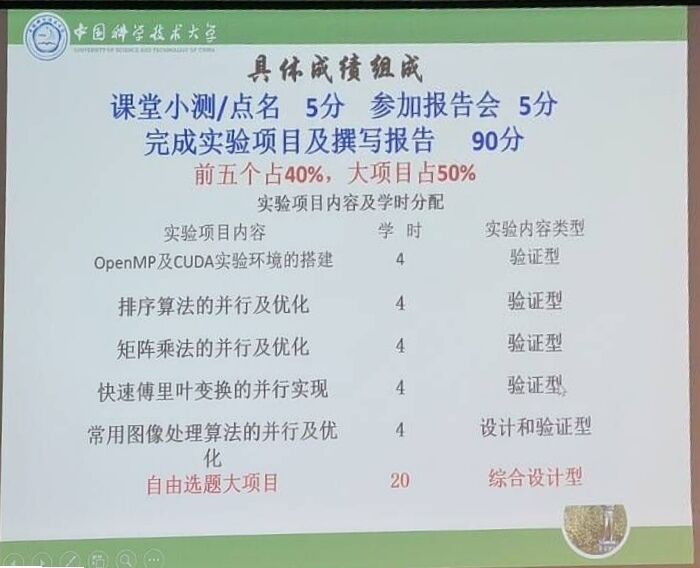 中国科学技术大学
UNIVERSITY OF SCIENCE AND TECHNOLOGY OF CHINA
具体成绩组成
课堂小测/点名 5分 参加报告会 5分
完成实验项目及撰写报告 90分
前五个占40%，大项目占50%
实验项目内容及学时分配
实验项目内容 学 时 实验内容类型
OpenMP及CUDA实验环境的搭建 4 验证型
排序算法的并行及优化 4 验证型
矩阵乘法的并行及优化 4 验证型
快速傅里叶变换的并行实现 4 验证型
常用图像处理算法的并行及优 4 设计和验证型
化
自由选题大项目 20 综合设计型